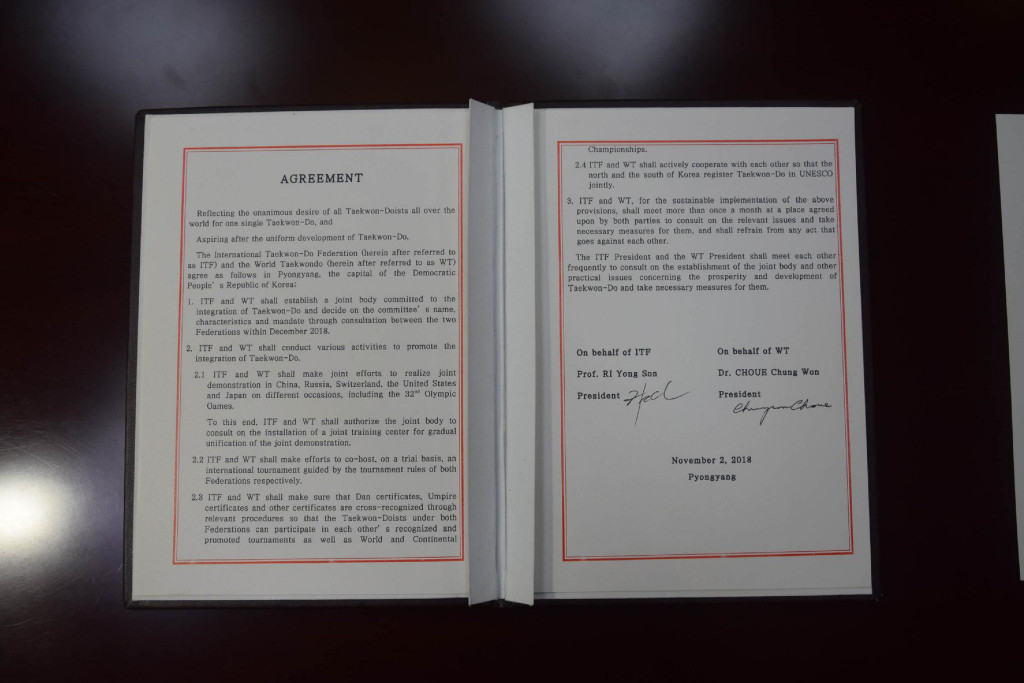 AGREEMENT
Reflecting the unanimous desire of all Taekwon-Doists all over the
world for one single Taekwon-Do, and
Aspiring after the uniform development of Taekwon-Do,
The International Taekwon-Do Federation (herein after referred to
as ITF) and the World Taekwondo (herein after referred to as WT)
agree as follows in Pyongyang, the capital of the Democratic
People's Republic of Korea:
1. ITF and WT shall establish a joint body committed to the
integration of Taekwon-Do and decide on the committee's name,
characteristics and mandate through consultation between the two
Federations within December 2018.
2. ITF and WT shall conduct various activities to promote the
integration of Taekwon-Do.
2.1 ITF and WT shall make joint efforts to realize joint
demonstration in China, Russia, Switzerland, the United States
and Japan on different occasions, including the 32nd Olympic
Games.
To this end, ITF and WT shall authorize the joint body to
consult on the installation of a joint training center for gradual
unification of the joint demonstration.
2.2 ITF and WT shall make efforts to co-host, on a trial basis, an
international tournament guided by the tournament rules of both
Federations respectively.
2.3 ITF and WT shall make sure that Dan certificates, Umpire
certificates and other certificates are cross-recognized through
relevant procedures so that the Taekwon-Doists under both
Federations can participate in each other's recognized and
promoted tournaments as well as World and Continental
Championships.
2.4 ITF and WT shall actively cooperate with each other so that the
north and the south of Korea register Taekwon-Do in UNESCO
jointly.
3. ITF and WT, for the sustainable implementation of the above
provisions, shall meet more than once a month at a place agreed
upon by both parties to consult on the relevant issues and take
necessary measures for them, and shall refrain from any act that
goes against each other.
The ITF President and the WT President shall meet each other
frequently to consult on the establishment of the joint body and other
practical issues concerning the prosperity and development of
Taekwon-Do and take necessary measures for them.
On behalf of ITF
Prof. RI Yong Son
President
On behalf of WT
Dr. CHOUE Chung Won
President
Chungwon Choue
November 2, 2018
Pyongyang